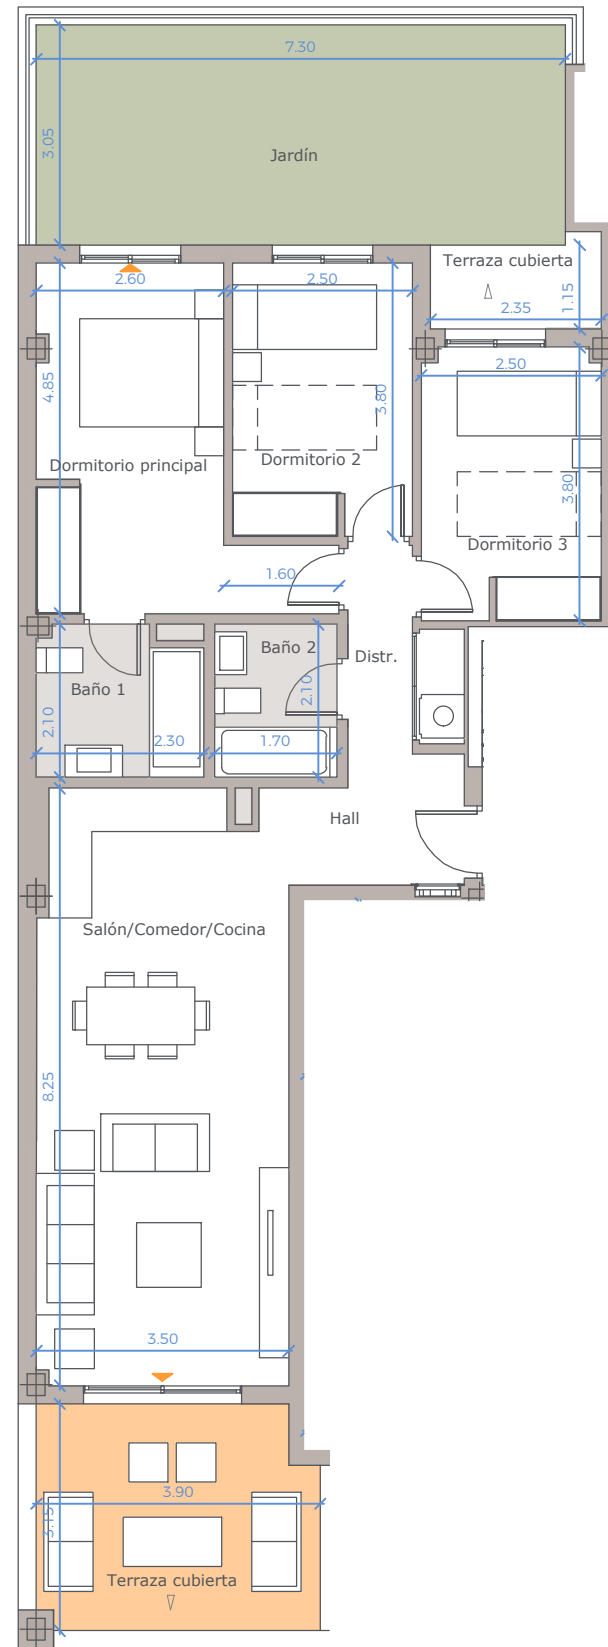 7.30
3.05
Jardín
Terraza cubierta
2.60
2.50
2.35
1.15
4.85
3.80
2.50
Dormitorio principal
Dormitorio 2
3.80
Dormitorio 3
1.60
Baño 2
Distr.
Baño 1
2.10
2.10
2.30
1.70
Hall
Salón/Comedor/Cocina
8.25
3.50
3.90
3.15
Terraza cubierta